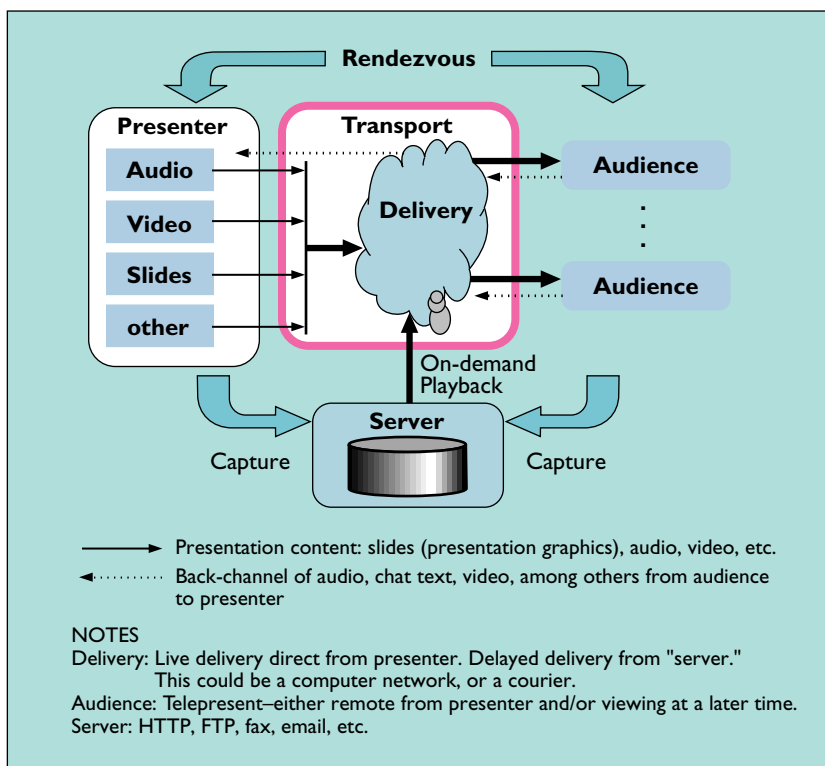 Rendezvous
Presenter
Transport
Audio
Video
Slides
other
Delivery
Audience
Audience
On-demand
Playback
Server
Capture
Capture
Presentation content: slides (presentation graphics), audio, video, etc.
Back-channel of audio, chat text, video, among others from audience
to presenter
NOTES
Delivery: Live delivery direct from presenter. Delayed delivery from "server."
This could be a computer network, or a courier.
Audience: Telepresent–either remote from presenter and/or viewing at a later time.
Server: HTTP, FTP, fax, email, etc.